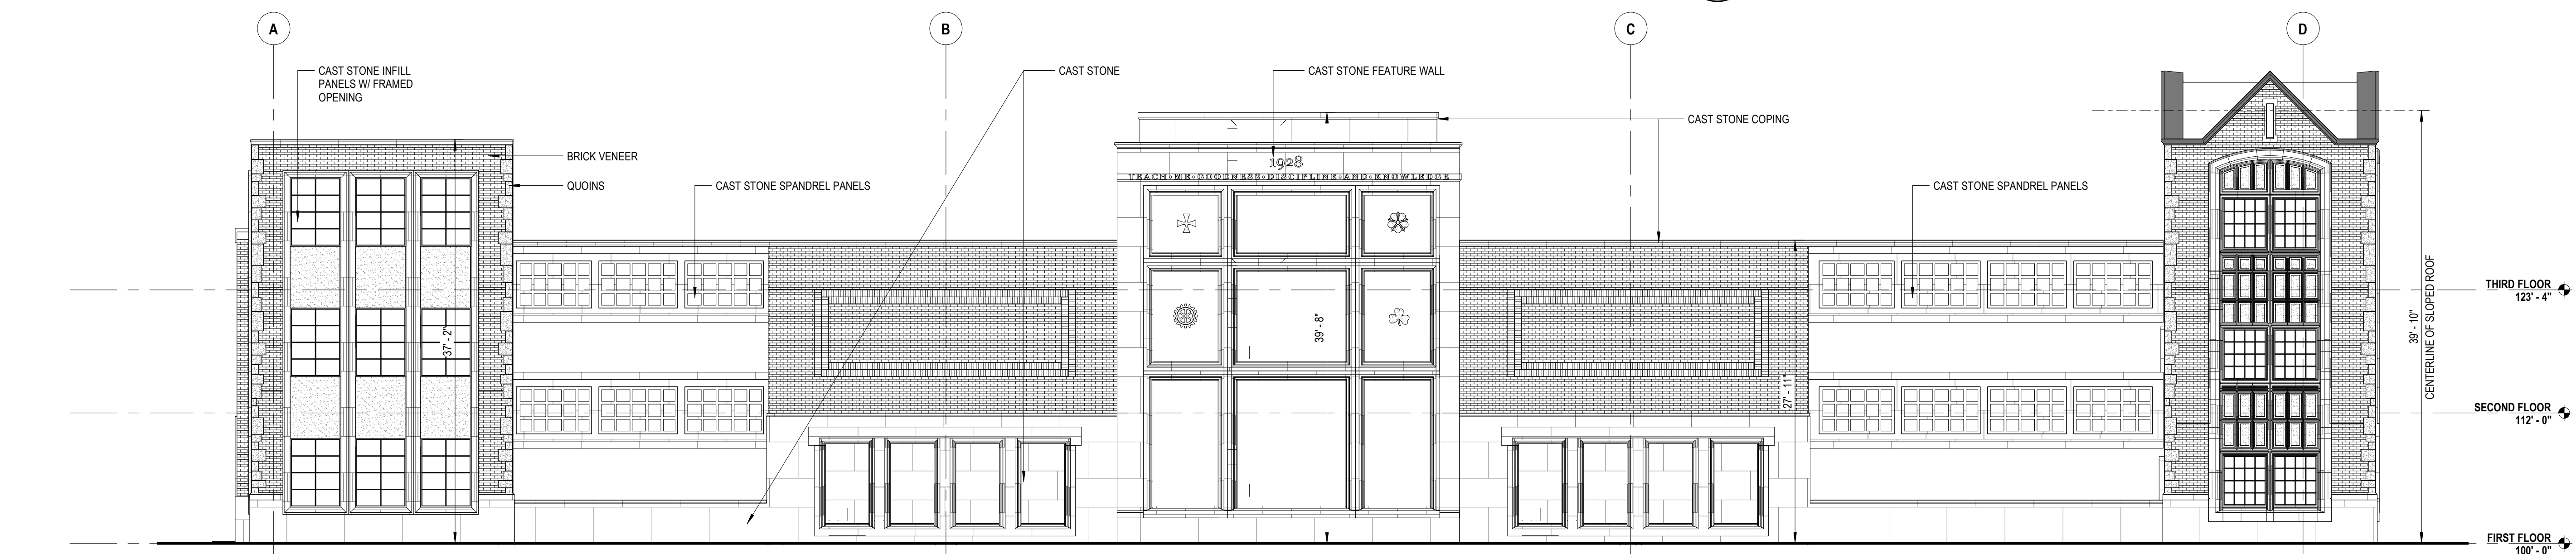 A
B
C
D
CAST STONE INFILL
PANELS W/ FRAMED
OPENING
CAST STONE
CAST STONE FEATURE WALL
CAST STONE COPING
BRICK VENEER
QUOINS
CAST STONE SPANDREL PANELS
1928
TEACH·ME·GOODNESS·DISCIPLINE·AND·KNOWLEDGE
CAST STONE SPANDREL PANELS
37' - 2"
39' - 8"
27' - 11"
39' - 10"
CENTERLINE OF SLOPED ROOF
THIRD FLOOR
123' - 4"
SECOND FLOOR
112' - 0"
FIRST FLOOR
100' - 0"